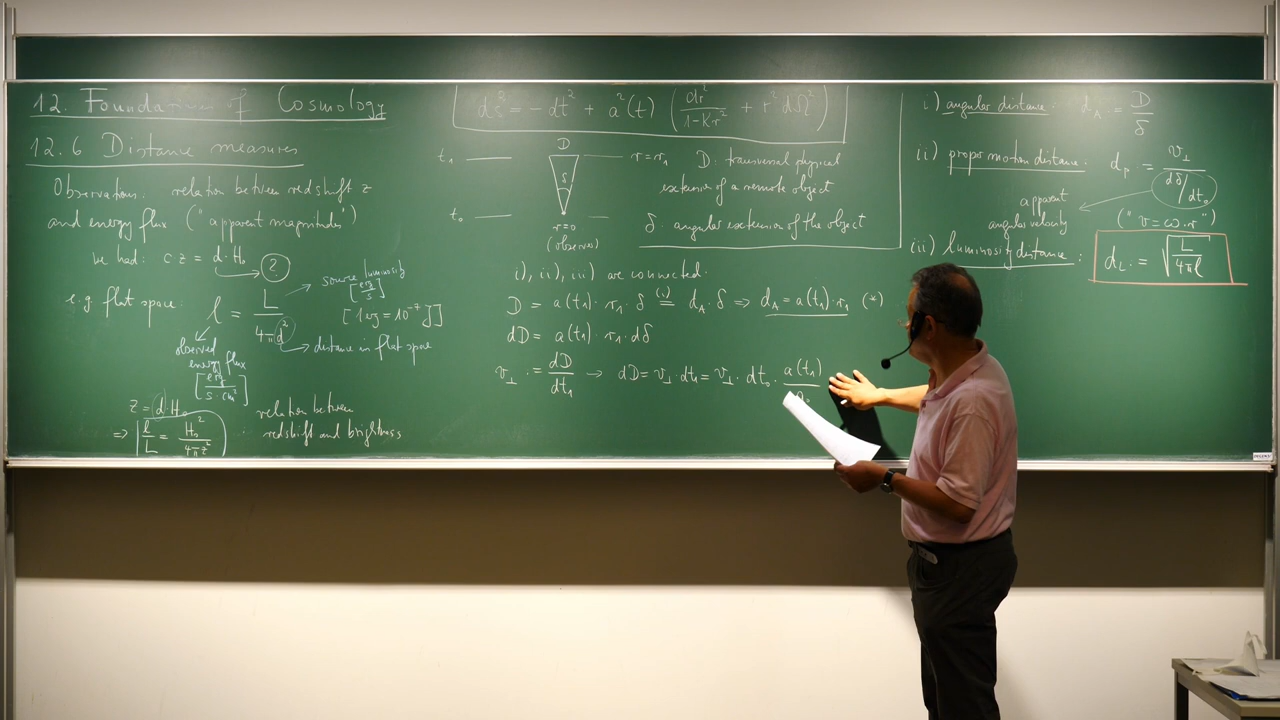 12. Foundations of Cosmology
12.6 Distance measures
Observations: relation between redshift z
and energy flux ("apparent magnitudes")
we had: c z = d·H₀
→ (2)
e.g. flat space: l = L / 4πd²
→ source luminosity
[erg/s]
[1 erg = 10⁻⁷ J]
→ distance in flat space
observed
energy flux
[erg / s·cm²]
z = d·H₀
⇒ l/L = H₀² / 4πz² : relation between
redshift and brightness
ds² = -dt² + a²(t) (dr² / 1-Kr² + r²dΩ²)
t₁
D
r = r₁
δ
t₀
r=0
(observer)
D: transversal physical
extension of a remote object
δ: angular extension of the object
i), ii), iii) are connected:
D = a(t₁)· r₁ · δ =(i) d_A · δ ⇒ d_A = a(t₁)· r₁ (*)
dD = a(t₁)· r₁ · dδ
v⊥ := dD / dt₁ → dD = v⊥ · dt₁ = v⊥ · dt₀ · a(t₁)
i) angular distance: d_A := D / δ
ii) proper motion distance: d_P := v⊥ / dδ/dt₀
apparent
angular velocity
("v = ω·r")
iii) luminosity distance: d_L := √(L / 4πl)